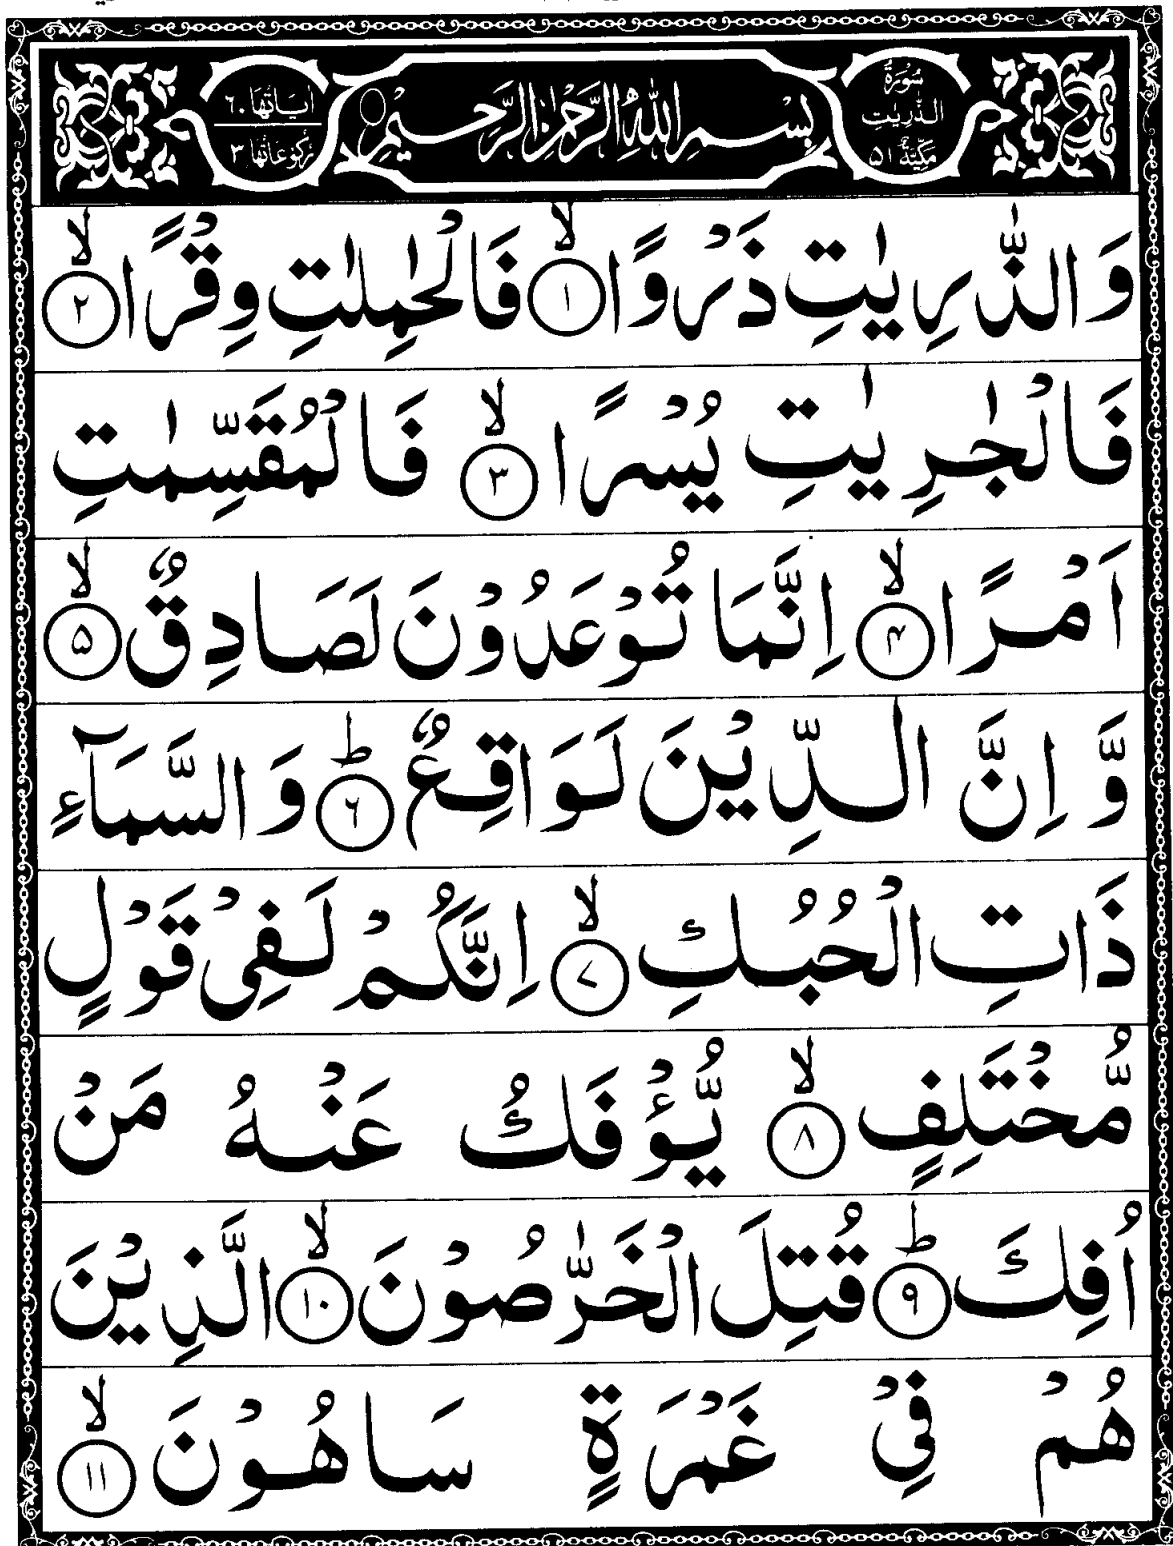 سُوْرَةُ الذّٰرِيٰتِ مَكِّيَّةٌ ٥١
بِسْمِ اللّٰهِ الرَّحْمٰنِ الرَّحِيْمِ
اٰيَاتُهَا ٦٠
رُكُوْعَاتُهَا ٣
وَالذّٰرِيٰتِ ذَرْوًا ۙ﴿١﴾ فَالْحٰمِلٰتِ وِقْرًا ۙ﴿٢﴾
فَالْجٰرِيٰتِ يُسْرًا ۙ﴿٣﴾ فَالْمُقَسِّمٰتِ
اَمْرًا ۙ﴿٤﴾ اِنَّمَا تُوْعَدُوْنَ لَصَادِقٌ ۙ﴿٥﴾
وَّ اِنَّ الدِّيْنَ لَوَاقِعٌ ؕ﴿٦﴾ وَ السَّمَآءِ
ذَاتِ الْحُبُكِ ۙ﴿٧﴾ اِنَّكُمْ لَفِيْ قَوْلٍ
مُّخْتَلِفٍ ۙ﴿٨﴾ يُّؤْفَكُ عَنْهُ مَنْ
اُفِكَ ؕ﴿٩﴾ قُتِلَ الْخَرّٰصُوْنَ ۙ﴿١٠﴾ الَّذِيْنَ
هُمْ فِيْ غَمْرَةٍ سَاهُوْنَ ۙ﴿١١﴾